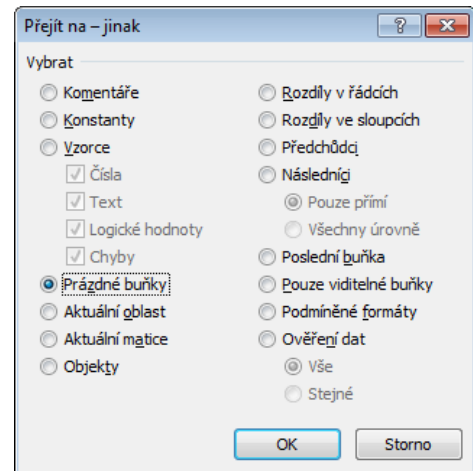 Přejít na – jinak
Vybrat
Komentáře
Konstanty
Vzorce
Čísla
Text
Logické hodnoty
Chyby
Prázdné buňky
Aktuální oblast
Aktuální matice
Objekty
Rozdíly v řádcích
Rozdíly ve sloupcích
Předchůdci
Následníci
Pouze přímí
Všechny úrovně
Poslední buňka
Pouze viditelné buňky
Podmíněné formáty
Ověření dat
Vše
Stejné
OK
Storno